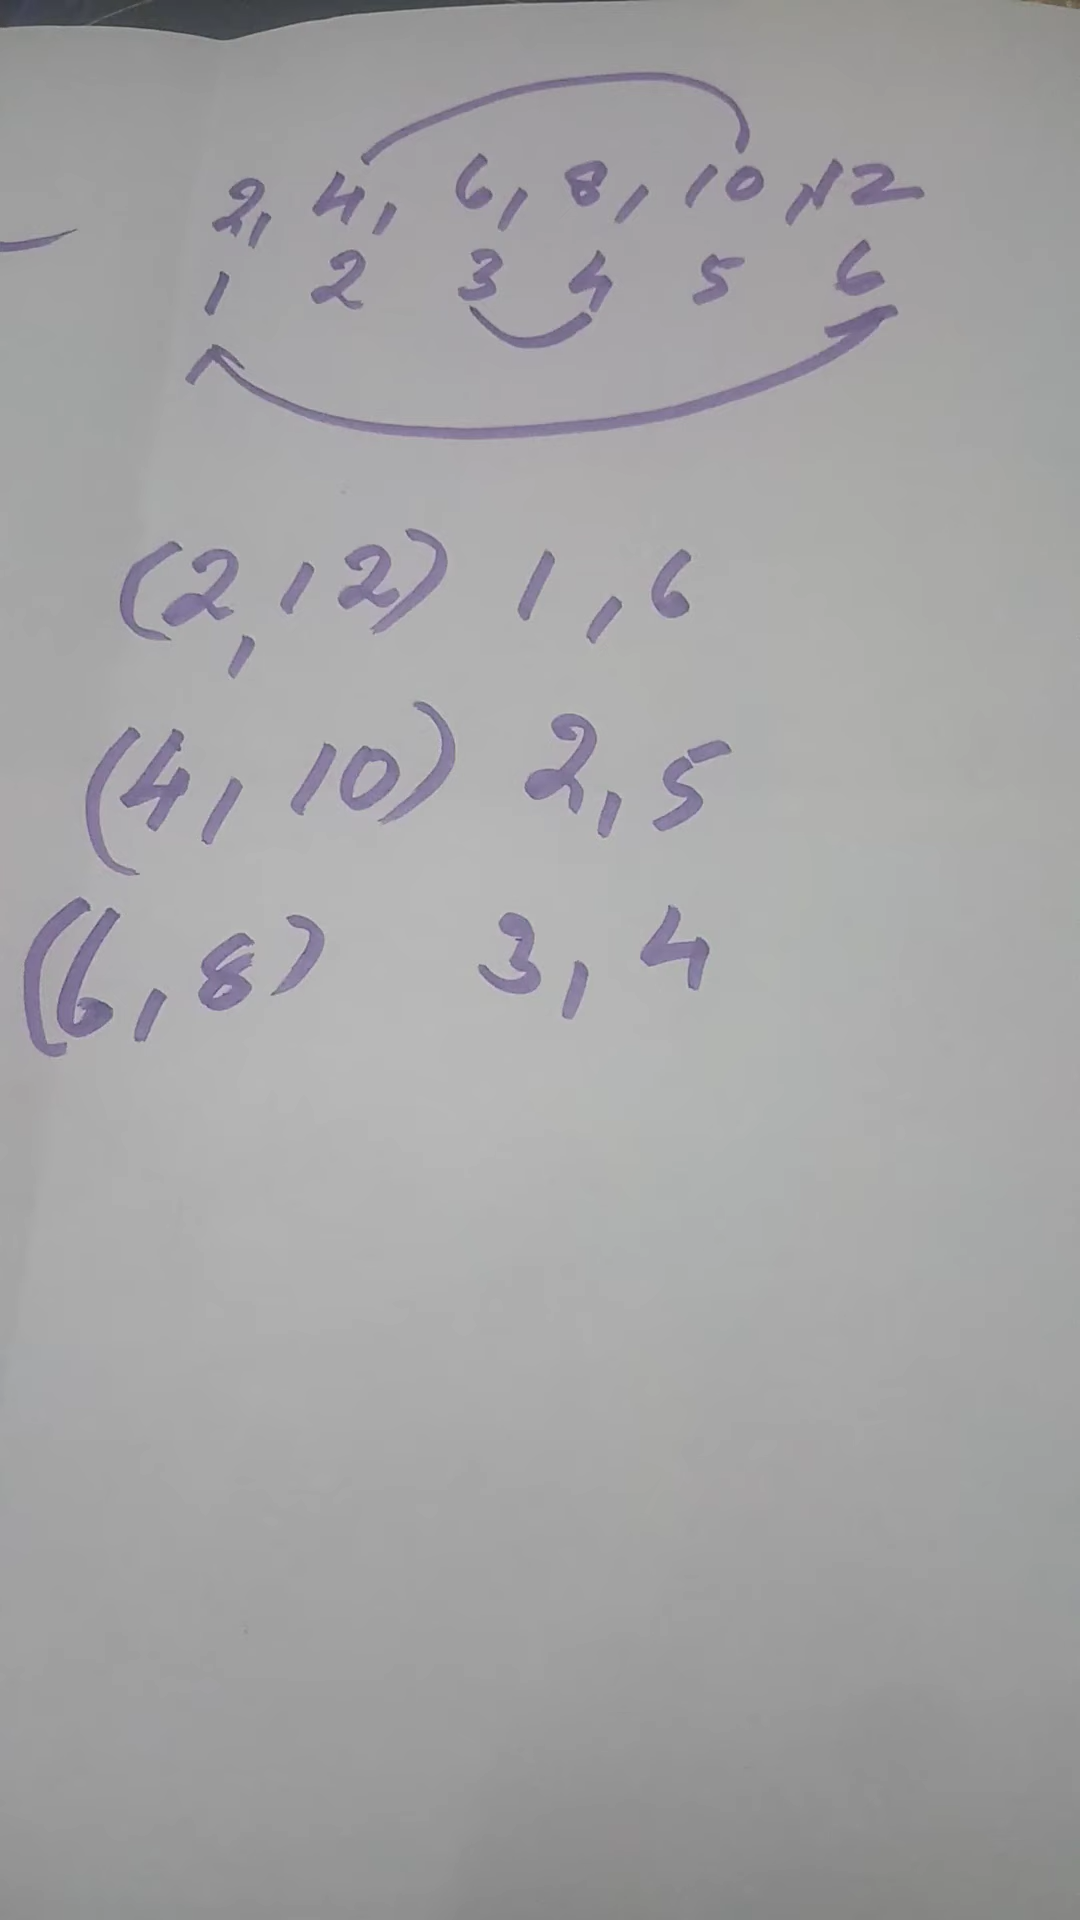 2, 4, 6, 8, 10, 12
1 2 3 4 5 6
(2, 12) 1, 6
(4, 10) 2, 5
(6, 8) 3, 4